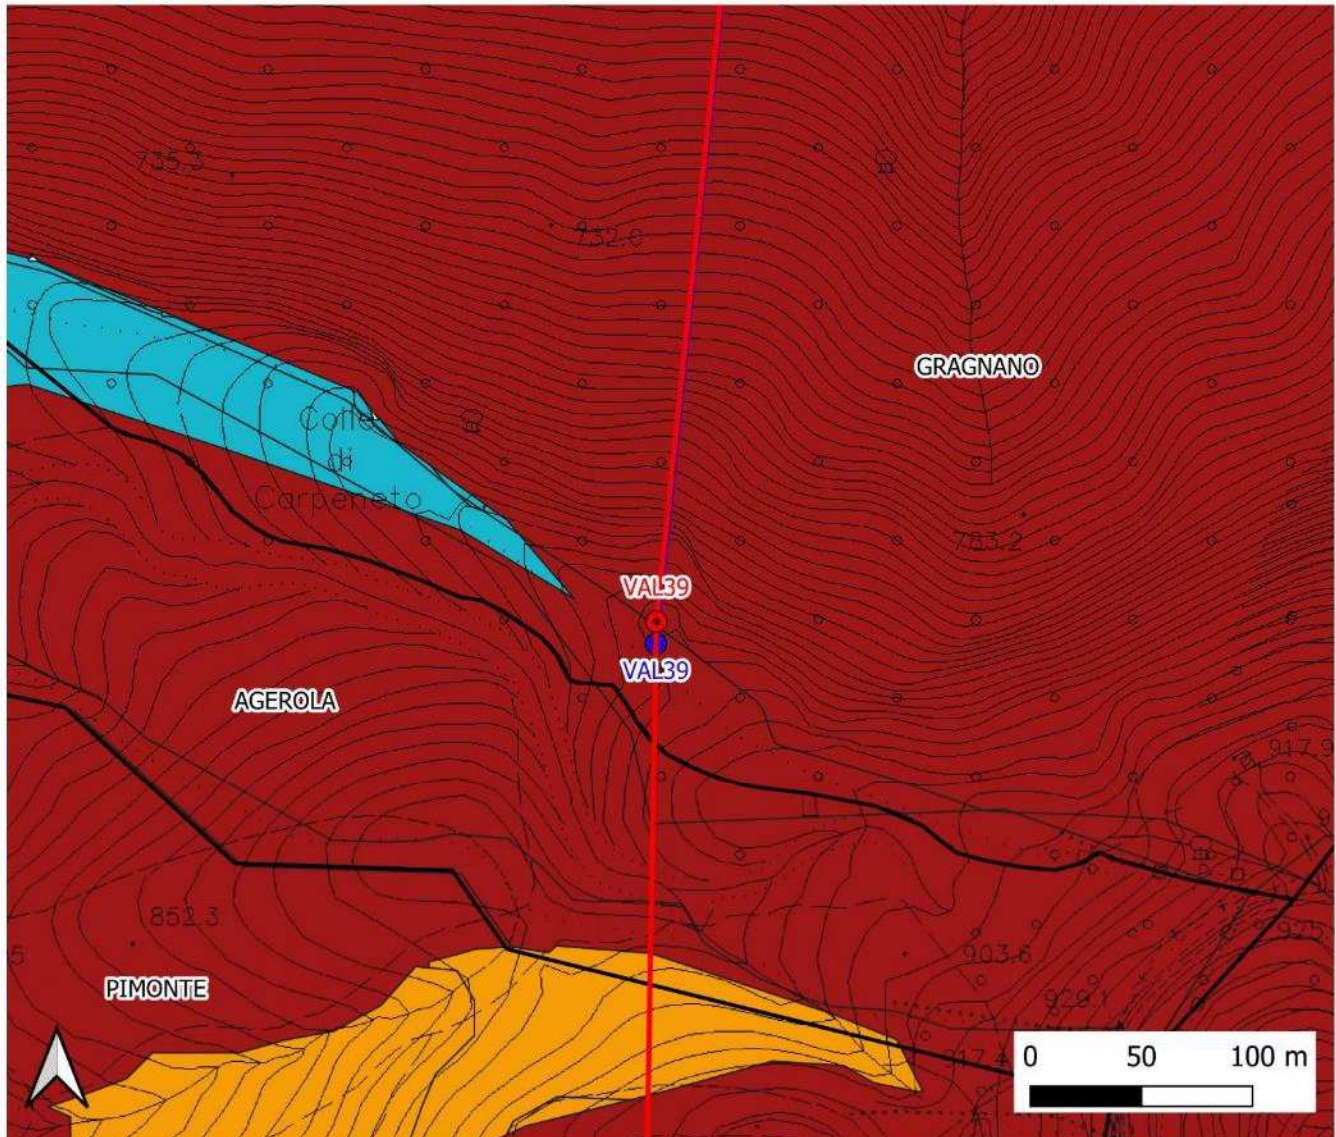 735.3
732.0
GRAGNANO
Colle
di
Carpeneto
783.2
VAL39
VAL39
AGEROLA
917.9
852.3
903.6
PIMONTE
929.1
0 50 100 m